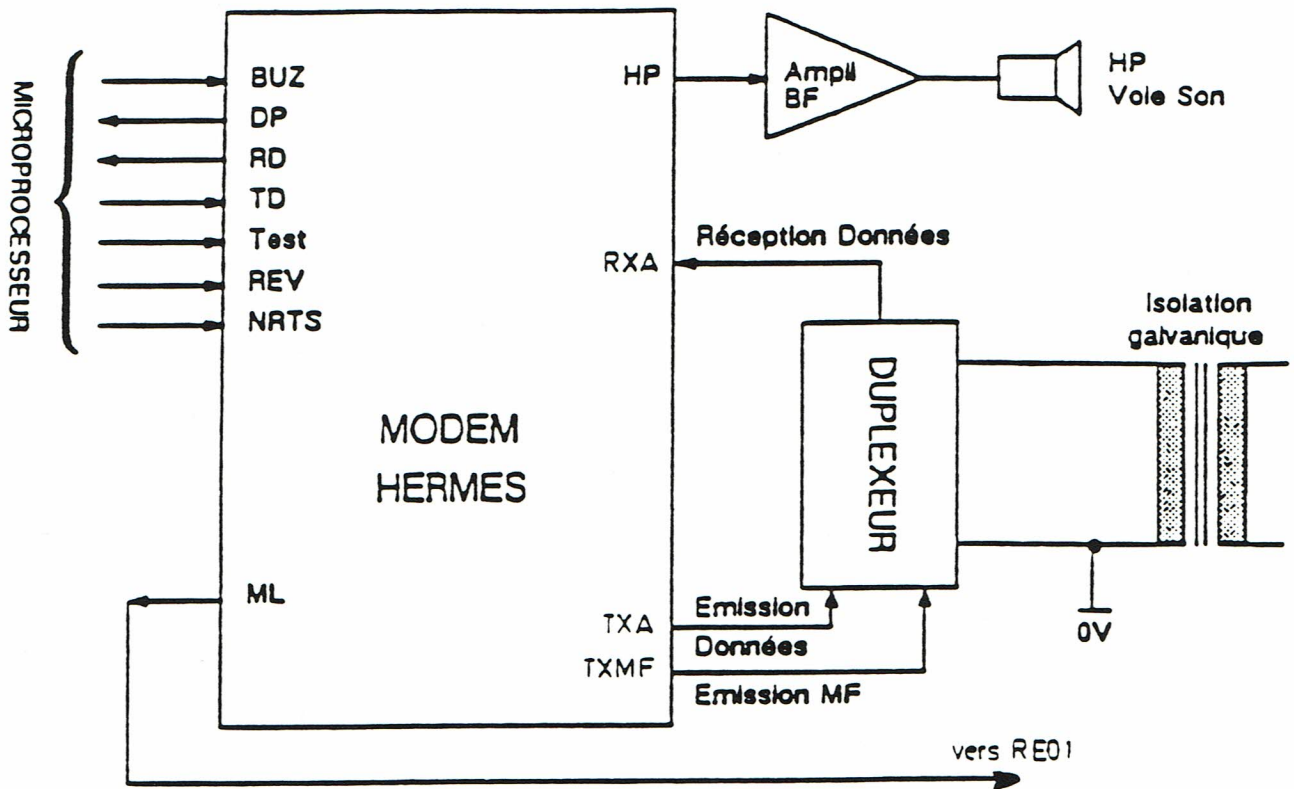 MICROPROCESSEUR
BUZ
DP
RD
TD
Test
REV
NRTS
HP
Ampli
BF
HP
Voie Son
RXA
Réception Données
DUPLEXEUR
Isolation
galvanique
MODEM
HERMES
0V
ML
TXA
Emission
Données
TXMF
Emission MF
vers RE01